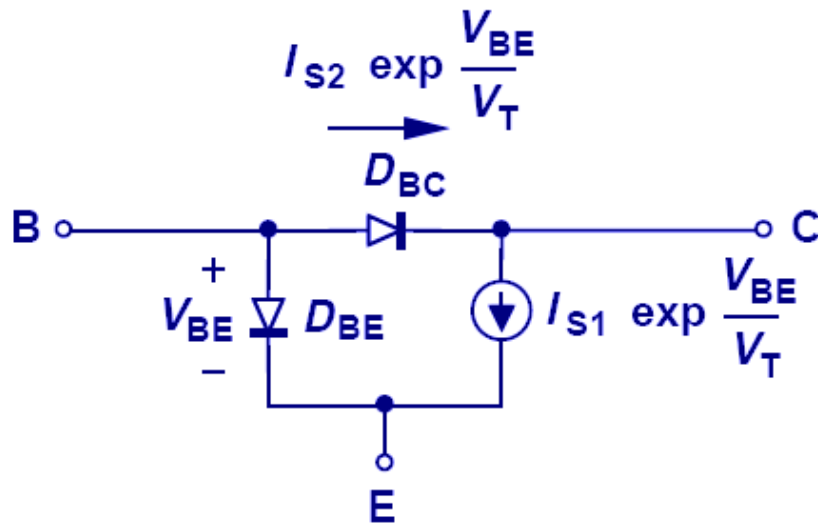 I_S2 exp V_BE / V_T
D_BC
B
C
+
V_BE
D_BE
−
I_S1 exp V_BE / V_T
E